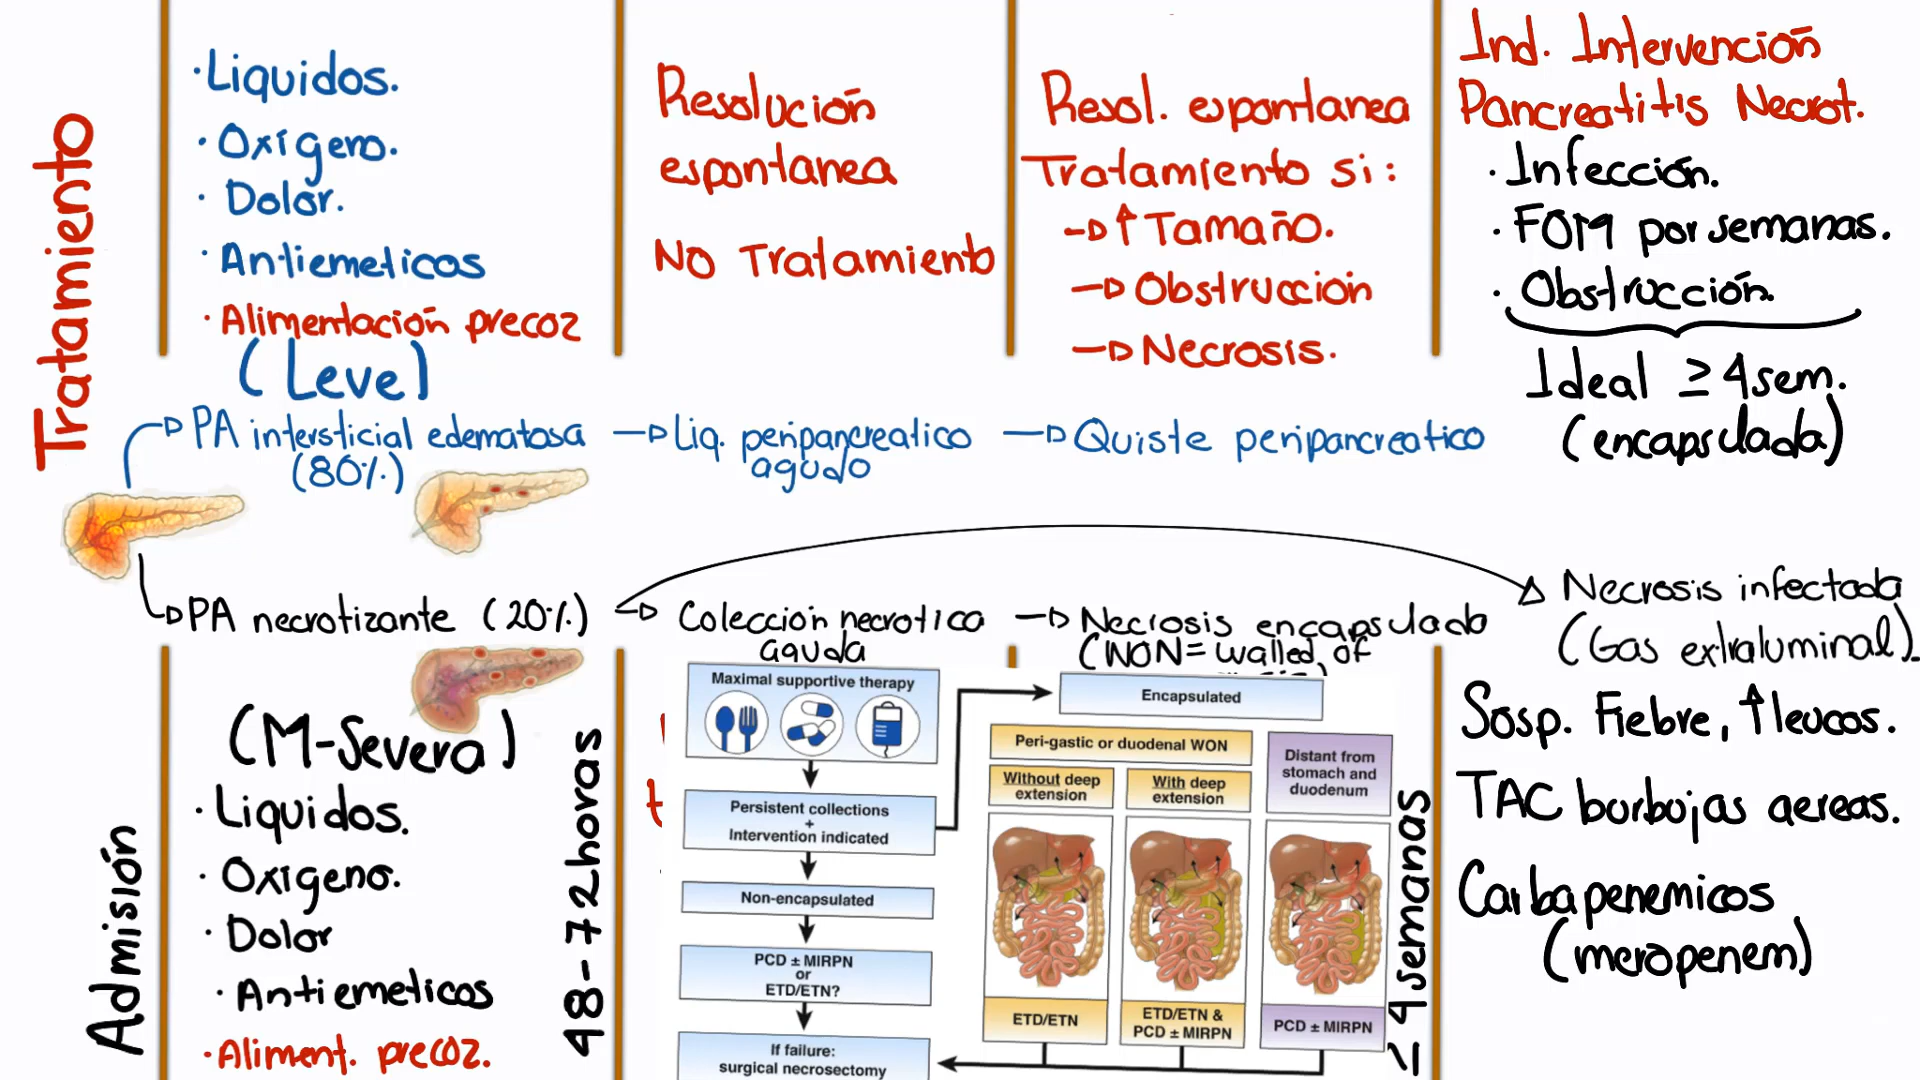 Tratamiento
·Liquidos.
·Oxígeno.
·Dolor.
·Antiemeticos
·Alimentación precoz
(Leve)
Resolución
espontanea
No Tratamiento
Resol. espontanea
Tratamiento si:
→↑Tamaño.
→Obstrucción
→Necrosis.
Ind. Intervención
Pancreatitis Necrot.
·Infección.
·FOM por semanas.
·Obstrucción.
Ideal ≥4sem.
(encapsulada)
→PA intersticial edematosa
(80%)
→Liq. peripancreatico
agudo
→Quiste peripancreatico
→PA necrotizante (20%)
→Colección necrotica
aguda
→Necrosis encapsulada
(WON= walled of
Necrosis infectada
(Gas extraluminal)
Admisión
(M-Severa)
·Liquidos.
·Oxigeno.
·Dolor
·Antiemeticos
·Aliment. precoz.
48-72horas
Maximal supportive therapy
Persistent collections
+
Intervention indicated
Non-encapsulated
PCD ± MIRPN
or
ETD/ETN?
If failure:
surgical necrosectomy
Encapsulated
Peri-gastic or duodenal WON
Without deep
extension
With deep
extension
Distant from
stomach and
duodenum
ETD/ETN
ETD/ETN &
PCD ± MIRPN
PCD ± MIRPN
≥4semanas
Sosp. Fiebre, ↑leucos.
TAC burbujas aereas.
Carbapenemicos
(meropenem)